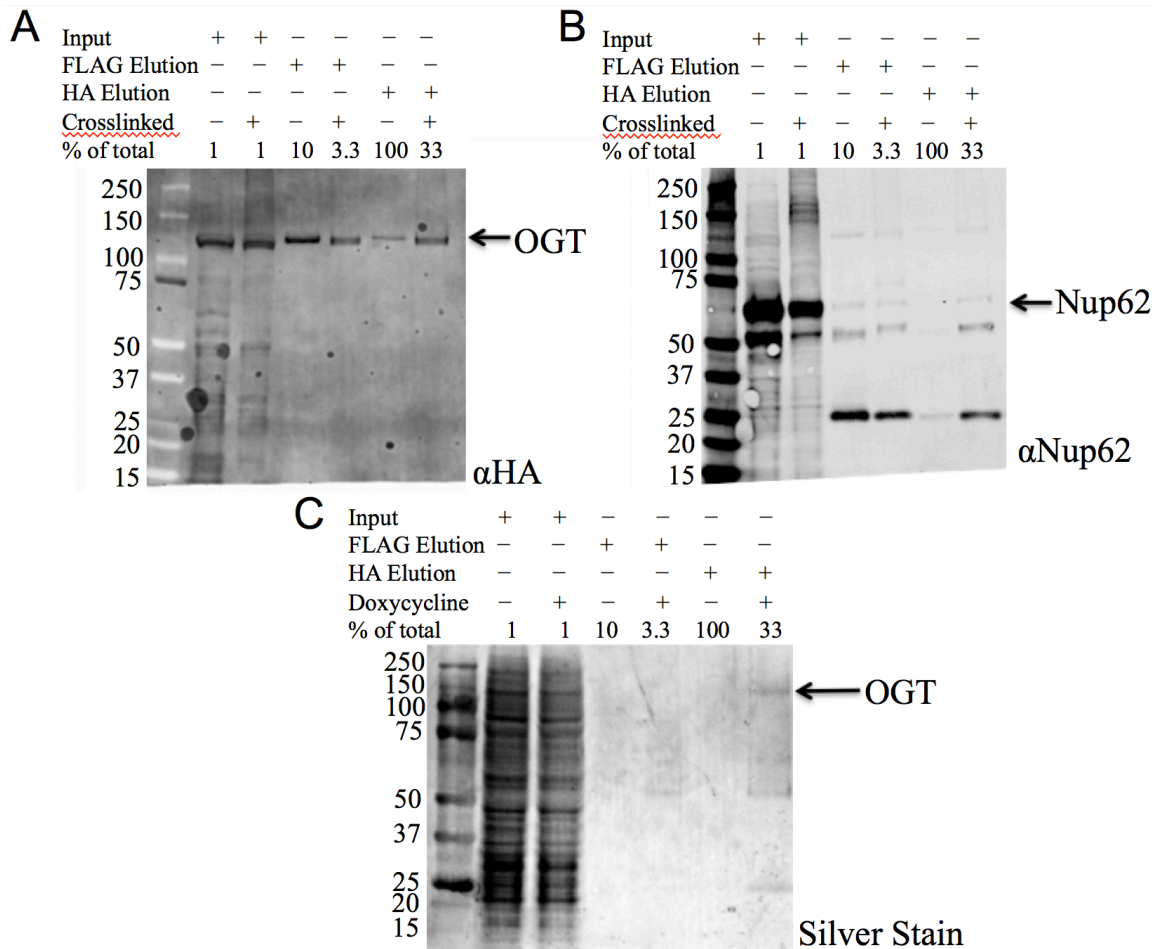 A
Input + + − − − −
FLAG Elution − − + + − −
HA Elution − − − − + +
Crosslinked − + − + − +
% of total 1 1 10 3.3 100 33
250
150
100
75
50
37
25
20
15
OGT
αHA
B
Input + + − − − −
FLAG Elution − − + + − −
HA Elution − − − − + +
Crosslinked − + − + − +
% of total 1 1 10 3.3 100 33
250
150
100
75
50
37
25
20
15
Nup62
αNup62
C
Input + + − − − −
FLAG Elution − − + + − −
HA Elution − − − − + +
Doxycycline − + − + − +
% of total 1 1 10 3.3 100 33
250
150
100
75
50
37
25
20
15
OGT
Silver Stain